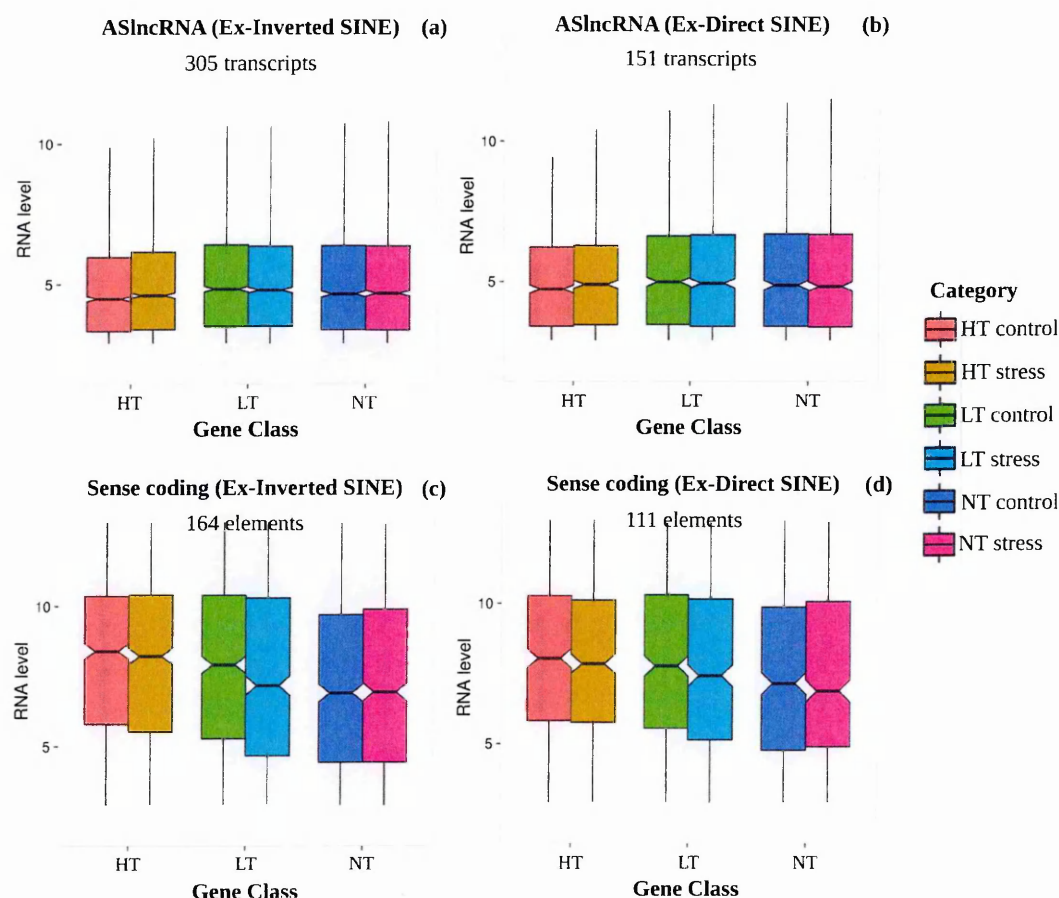 ASlncRNA (Ex-Inverted SINE) (a)
305 transcripts
10
5
RNA level
HT LT NT
Gene Class
ASlncRNA (Ex-Direct SINE) (b)
151 transcripts
10
5
RNA level
HT LT NT
Gene Class
Category
HT control
HT stress
LT control
LT stress
NT control
NT stress
Sense coding (Ex-Inverted SINE) (c)
164 elements
10
5
RNA level
HT LT NT
Gene Class
Sense coding (Ex-Direct SINE) (d)
111 elements
10
5
RNA level
HT LT NT
Gene Class